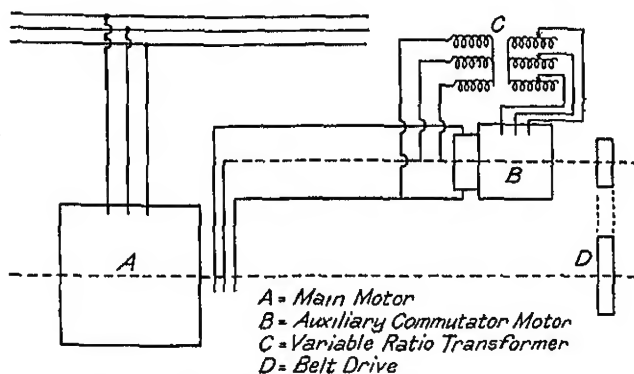 C
B
A
D
A = Main Motor
B = Auxiliary Commutator Motor
C = Variable Ratio Transformer
D = Belt Drive